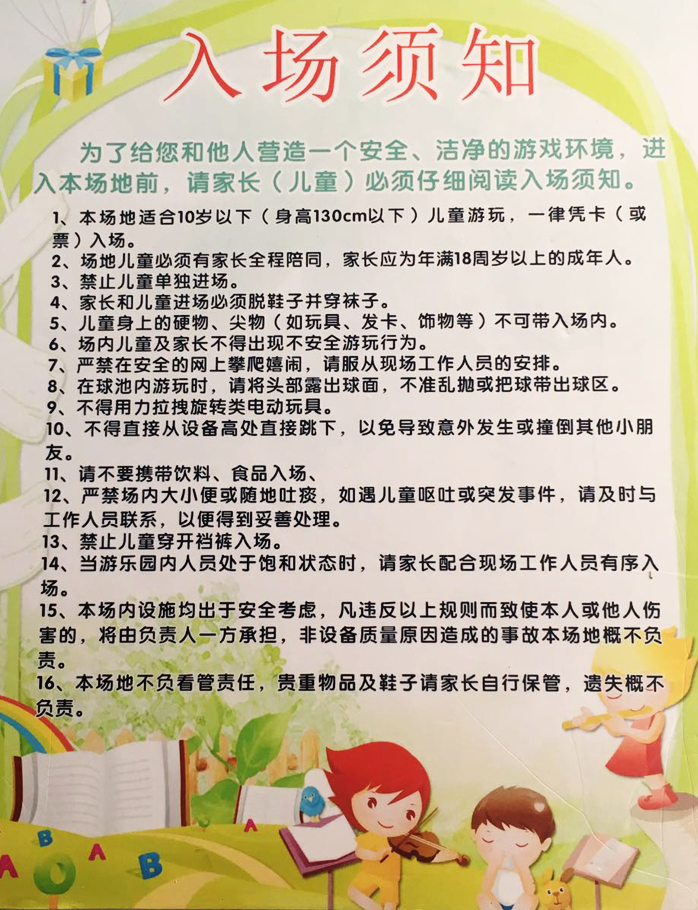 入场须知
为了给您和他人营造一个安全、洁净的游戏环境，进
入本场地前，请家长（儿童）必须仔细阅读入场须知。
1、本场地适合10岁以下（身高130cm以下）儿童游玩，一律凭卡（或
票）入场。
2、场地儿童必须有家长全程陪同，家长应为年满18周岁以上的成年人。
3、禁止儿童单独进场。
4、家长和儿童进场必须脱鞋子并穿袜子。
5、儿童身上的硬物、尖物（如玩具、发卡、饰物等）不可带入场内。
6、场内儿童及家长不得出现不安全游玩行为。
7、严禁在安全的网上攀爬嬉闹，请服从现场工作人员的安排。
8、在球池内游玩时，请将头部露出球面，不准乱抛或把球带出球区。
9、不得用力拉拽旋转类电动玩具。
10、不得直接从设备高处直接跳下，以免导致意外发生或撞倒其他小朋
友。
11、请不要携带饮料、食品入场、
12、严禁场内大小便或随地吐痰，如遇儿童呕吐或突发事件，请及时与
工作人员联系，以便得到妥善处理。
13、禁止儿童穿开裆裤入场。
14、当游乐园内人员处于饱和状态时，请家长配合现场工作人员有序入
场。
15、本场内设施均出于安全考虑，凡违反以上规则而致使本人或他人伤
害的，将由负责人一方承担，非设备质量原因造成的事故本场地概不负
责。
16、本场地不负看管责任，贵重物品及鞋子请家长自行保管，遗失概不
负责。
A
B
A
B
A